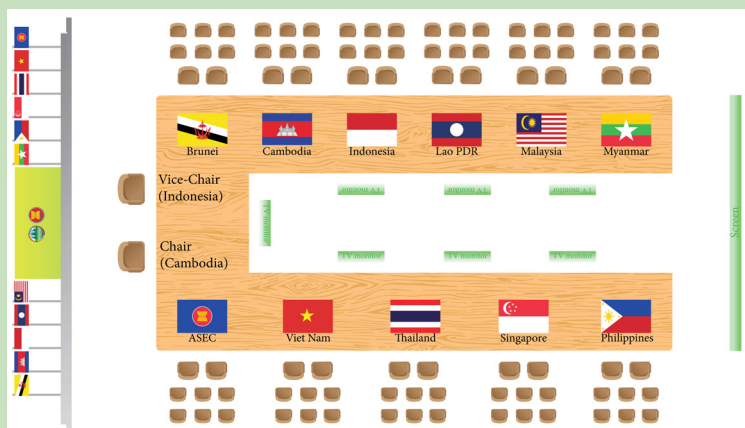 Brunei
Cambodia
Indonesia
Lao PDR
Malaysia
Myanmar
Vice-Chair
(Indonesia)
TV monitor
TV monitor
TV monitor
TV monitor
Chair
(Cambodia)
TV monitor
TV monitor
TV monitor
Screen
ASEC
Viet Nam
Thailand
Singapore
Philippines